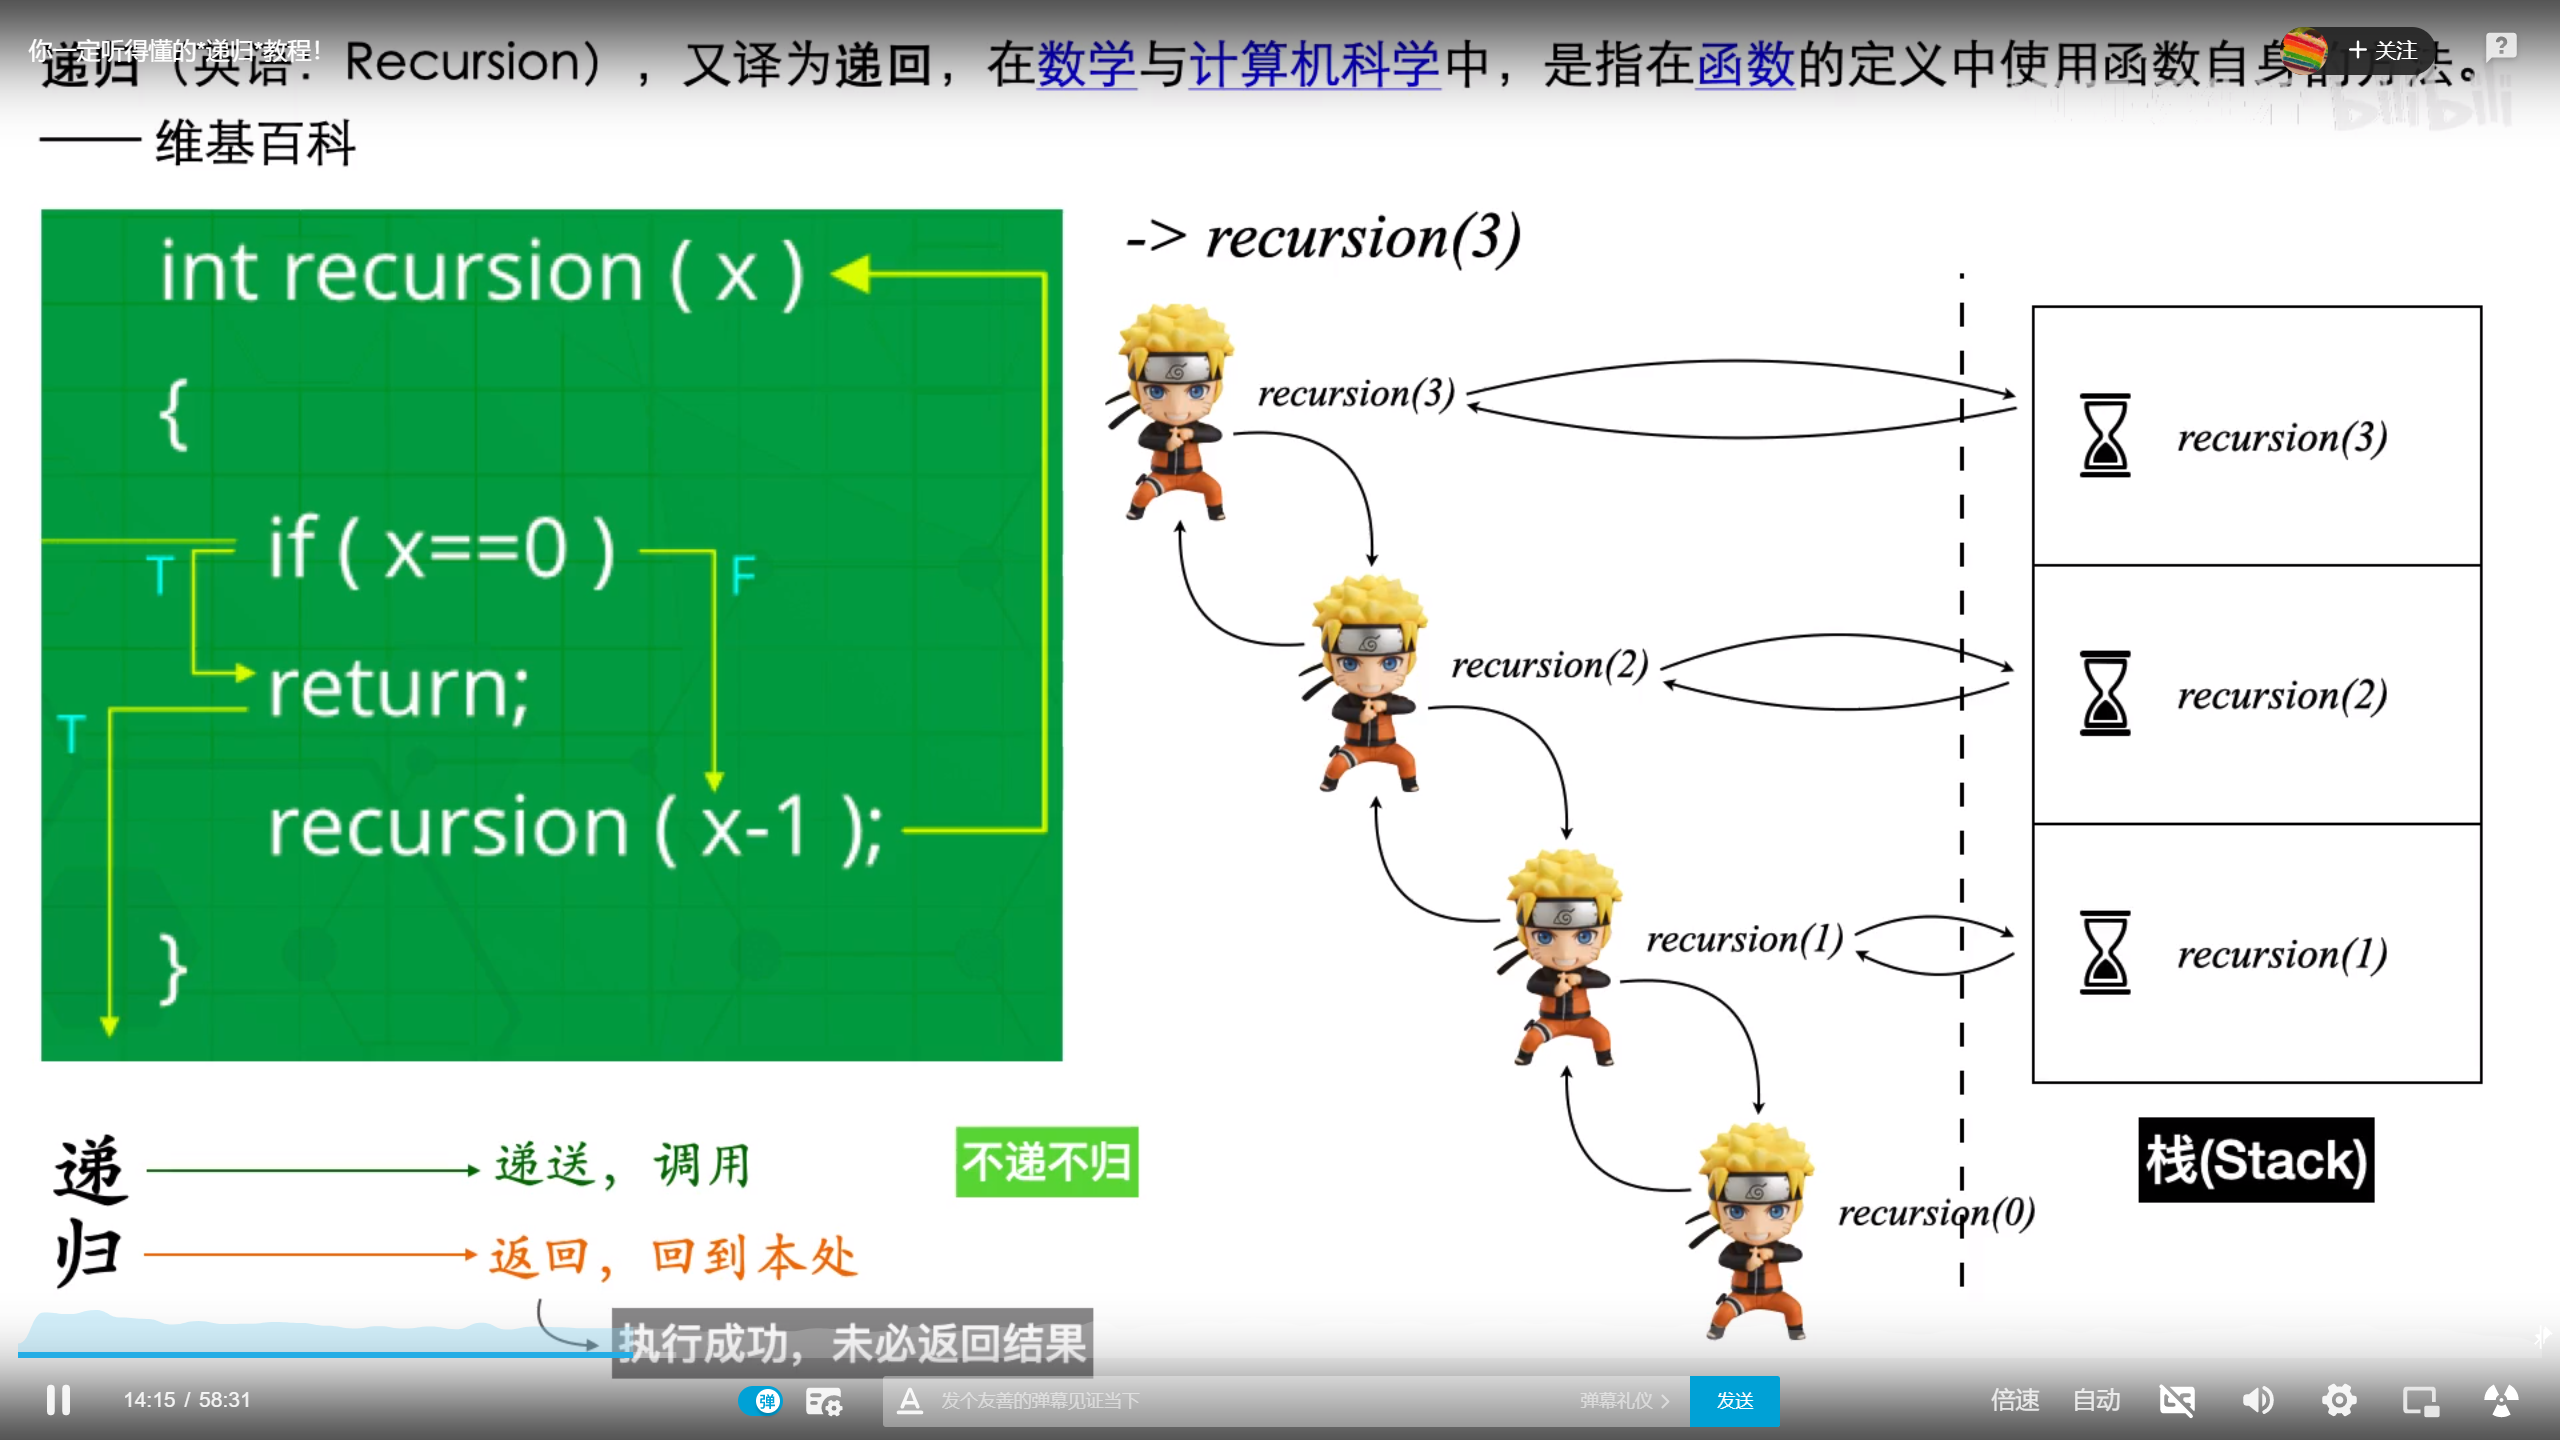 你一定听得懂的*递归*教程！
+ 关注
递归（英语：Recursion），又译为递回，在数学与计算机科学中，是指在函数的定义中使用函数自身的方法。
bilibili
—— 维基百科
int recursion ( x )
{
if ( x==0 )
T
F
return;
T
recursion ( x-1 );
}
-> recursion(3)
recursion(3)
recursion(2)
recursion(1)
recursion(0)
recursion(3)
recursion(2)
recursion(1)
栈(Stack)
递
递送，调用
不递不归
归
返回，回到本处
执行成功，未必返回结果
14:15 / 58:31
弹
A
发个友善的弹幕见证当下
弹幕礼仪 >
发送
倍速
自动